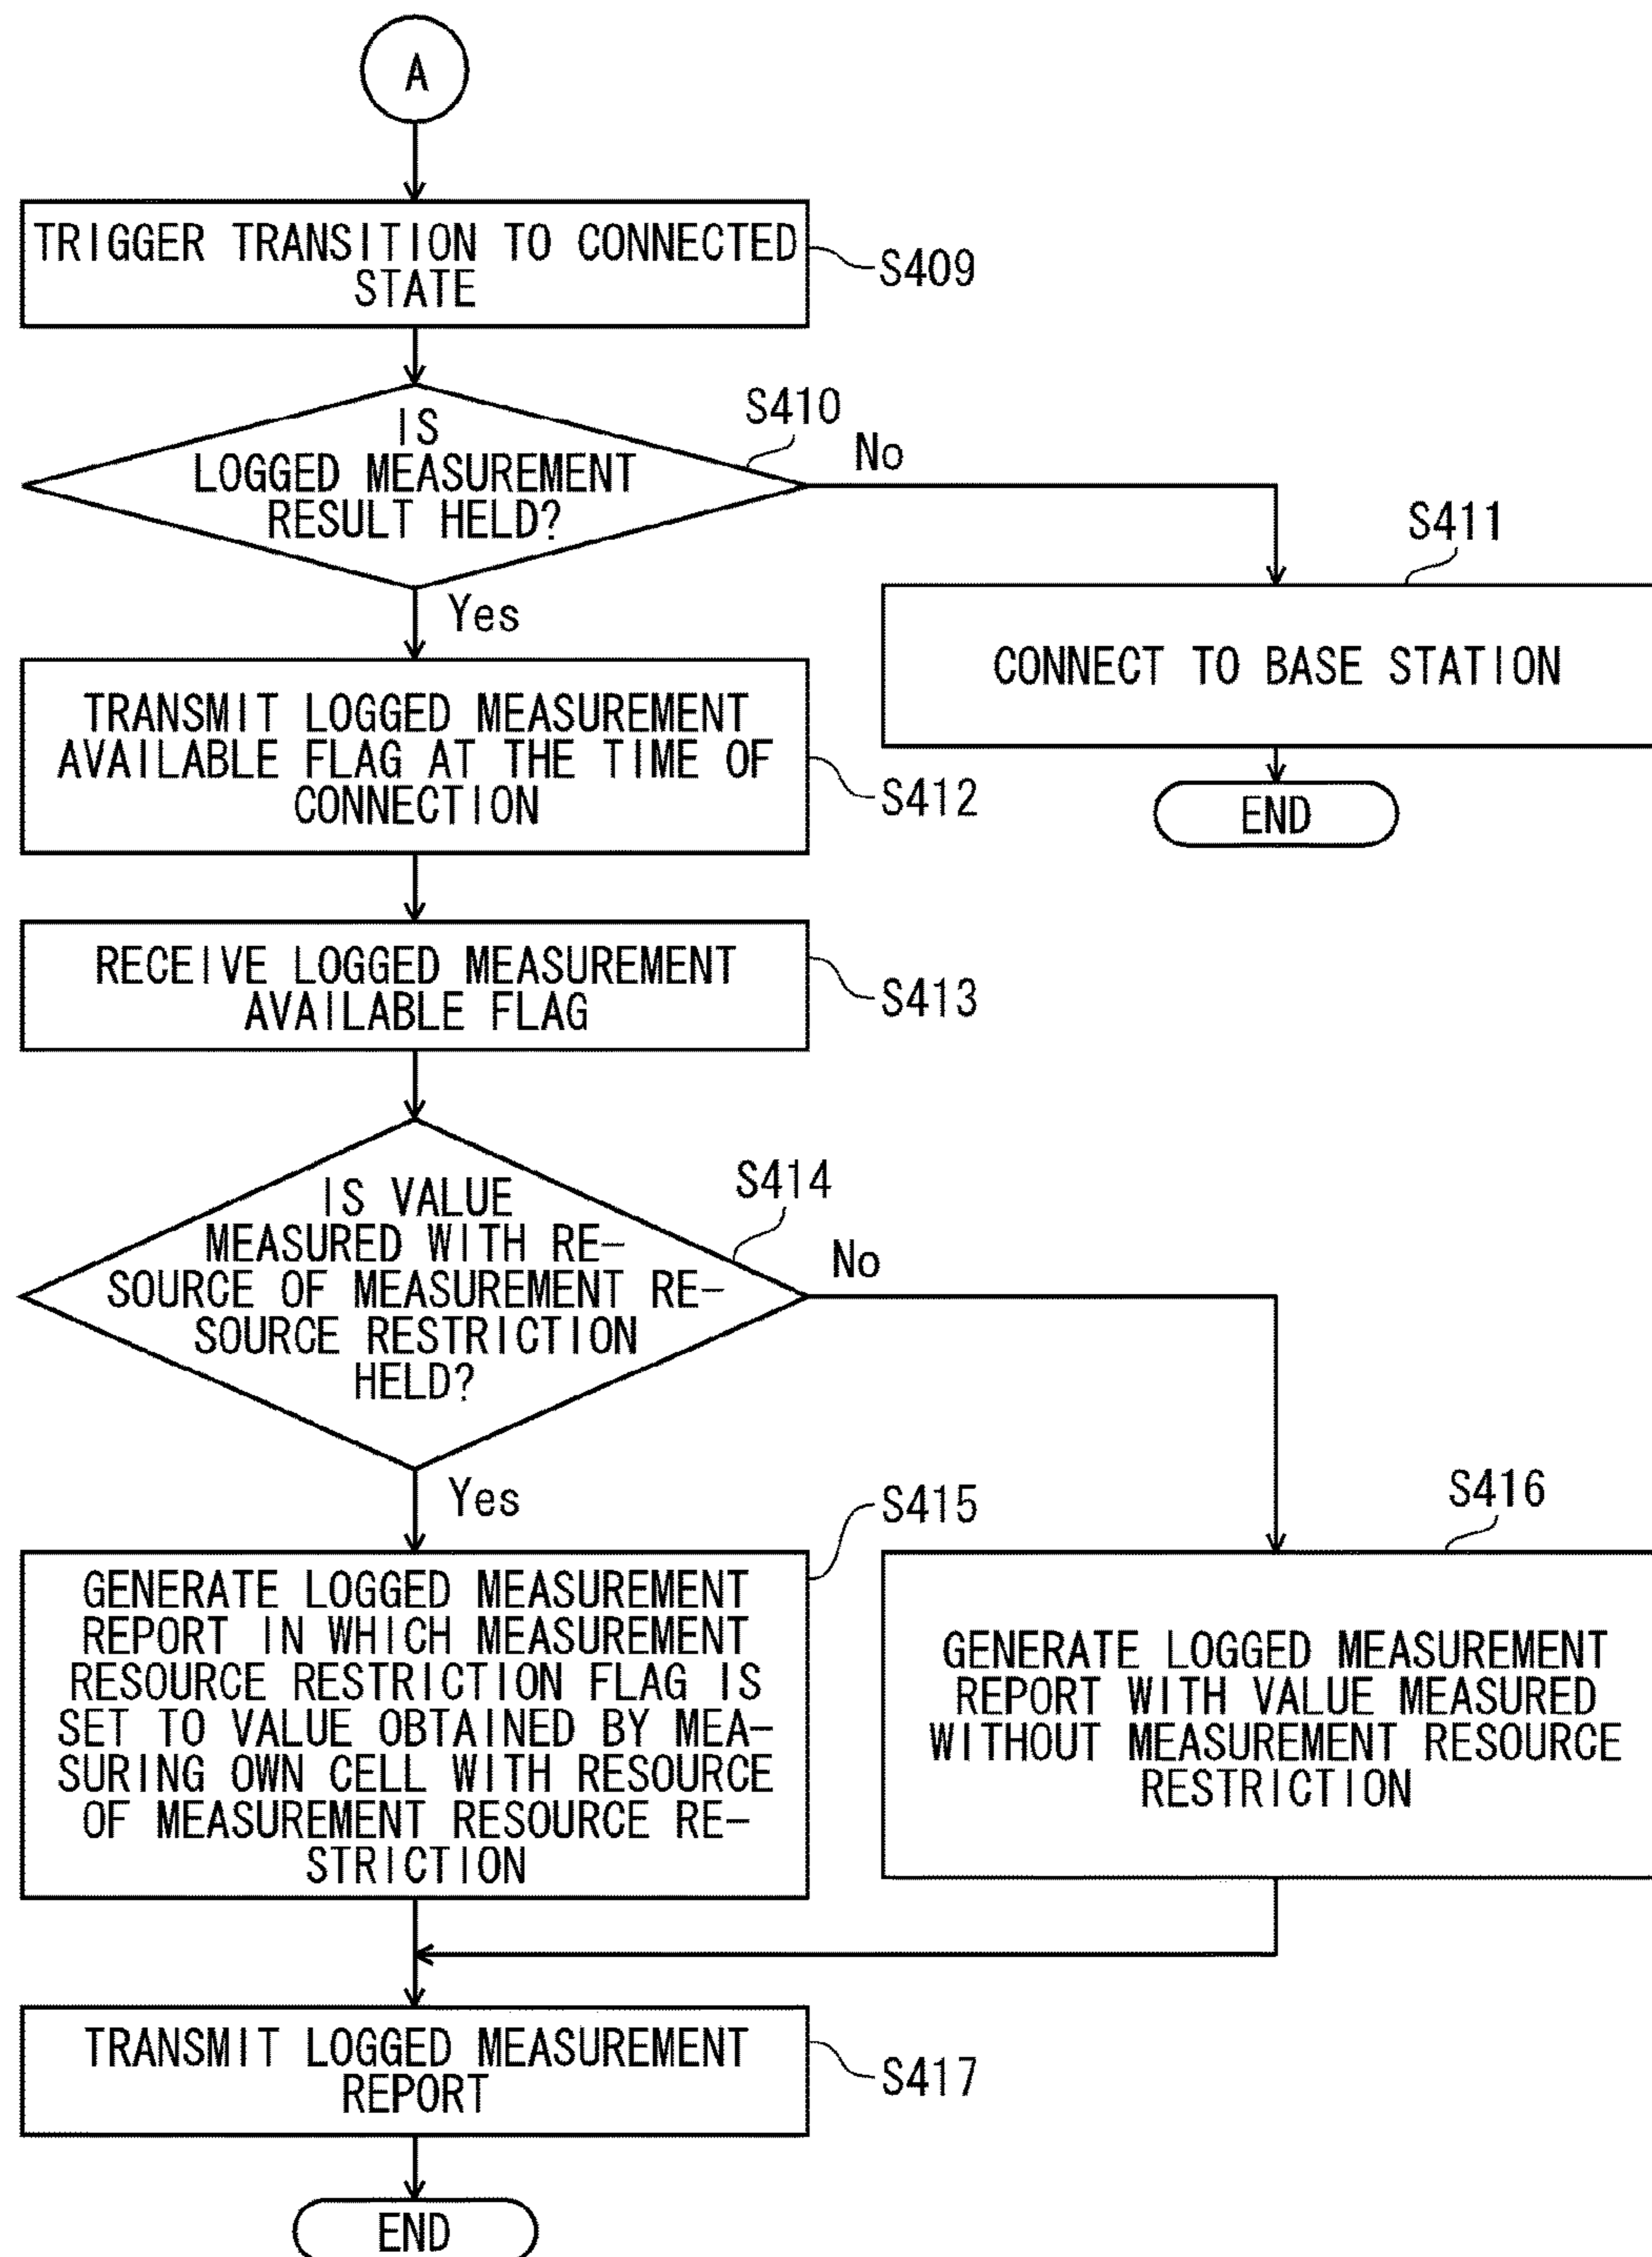 A
TRIGGER TRANSITION TO CONNECTED
STATE
S409
IS
LOGGED MEASUREMENT
RESULT HELD?
S410
No
Yes
S411
CONNECT TO BASE STATION
END
TRANSMIT LOGGED MEASUREMENT
AVAILABLE FLAG AT THE TIME OF
CONNECTION
S412
RECEIVE LOGGED MEASUREMENT
AVAILABLE FLAG
S413
IS VALUE
MEASURED WITH RE-
SOURCE OF MEASUREMENT RE-
SOURCE RESTRICTION
HELD?
S414
No
Yes
S415
GENERATE LOGGED MEASUREMENT
REPORT IN WHICH MEASUREMENT
RESOURCE RESTRICTION FLAG IS
SET TO VALUE OBTAINED BY MEA-
SURING OWN CELL WITH RESOURCE
OF MEASUREMENT RESOURCE RE-
STRICTION
S416
GENERATE LOGGED MEASUREMENT
REPORT WITH VALUE MEASURED
WITHOUT MEASUREMENT RESOURCE
RESTRICTION
TRANSMIT LOGGED MEASUREMENT
REPORT
S417
END